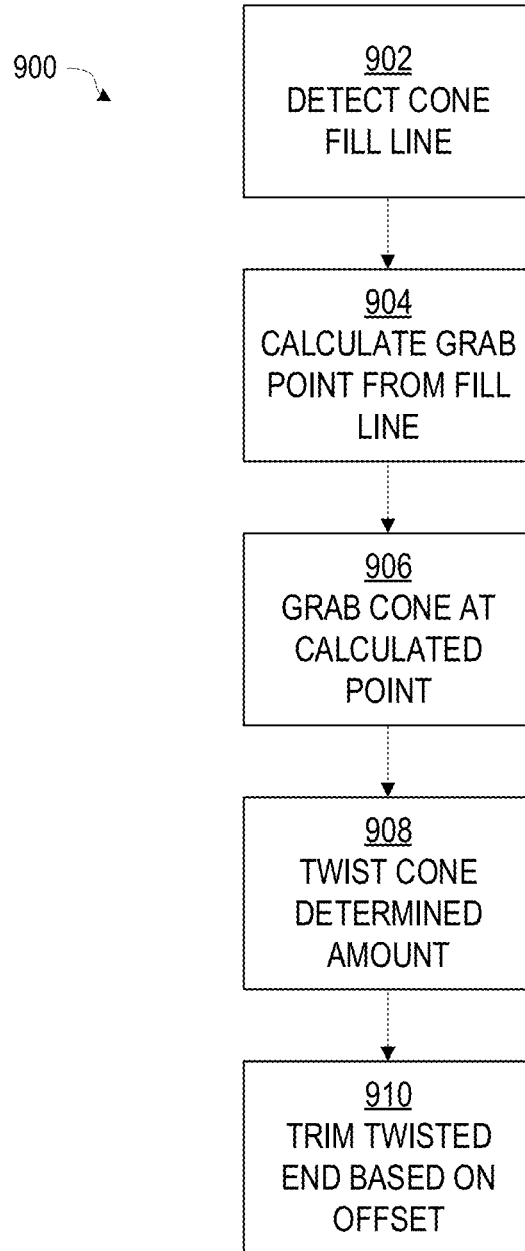 900
902
DETECT CONE
FILL LINE
904
CALCULATE GRAB
POINT FROM FILL
LINE
906
GRAB CONE AT
CALCULATED
POINT
908
TWIST CONE
DETERMINED
AMOUNT
910
TRIM TWISTED
END BASED ON
OFFSET